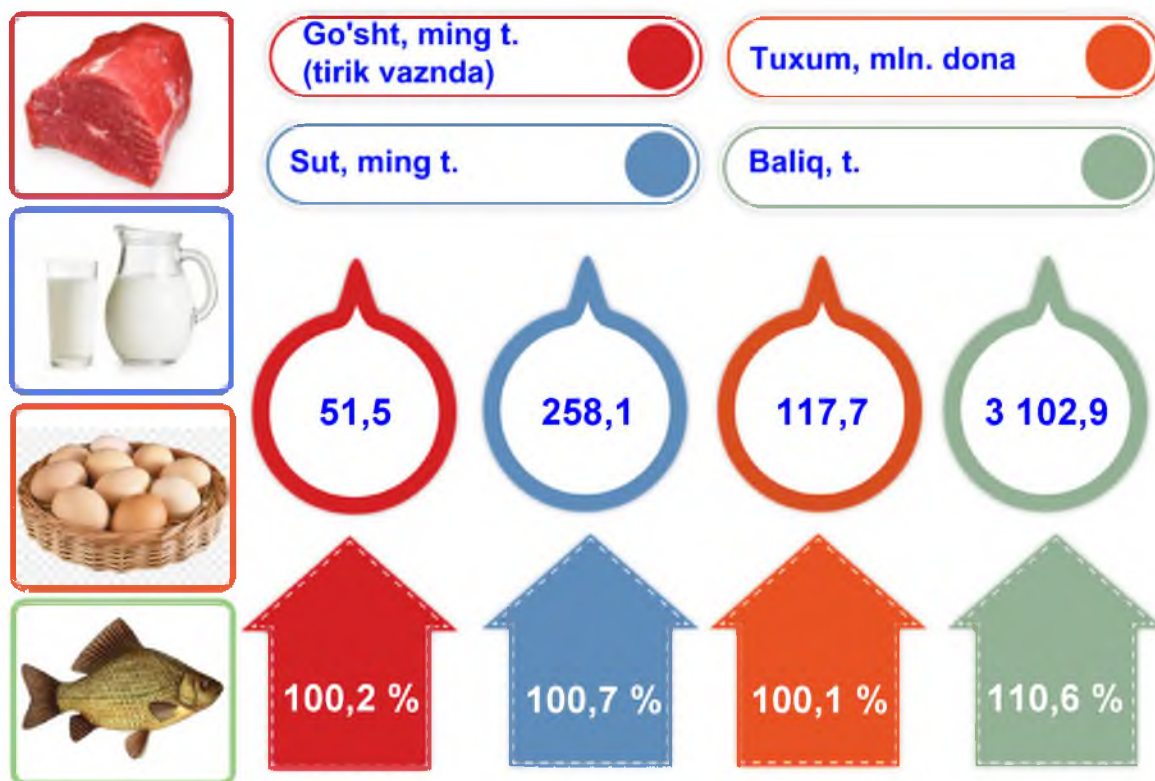 Go'sht, ming t.
(tirik vaznda)
Tuxum, mln. dona
Sut, ming t.
Baliq, t.
51,5
258,1
117,7
3 102,9
100,2 %
100,7 %
100,1 %
110,6 %